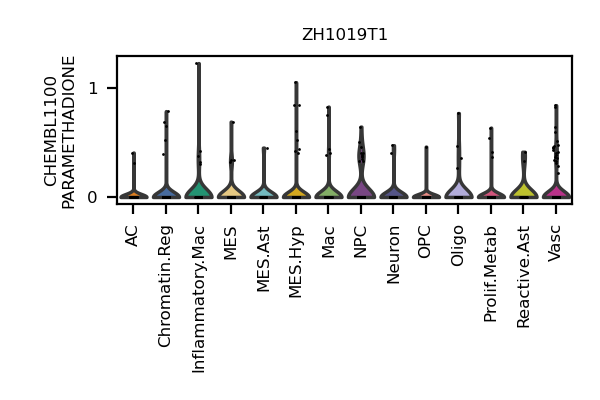 ZH1019T1
CHEMBL1100
PARAMETHADIONE
1
0
AC
Chromatin.Reg
Inflammatory.Mac
MES
MES.Ast
MES.Hyp
Mac
NPC
Neuron
OPC
Oligo
Prolif.Metab
Reactive.Ast
Vasc